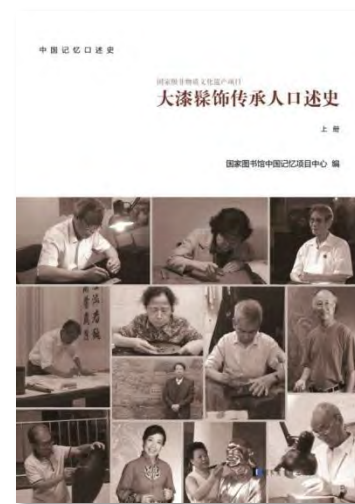 中国记忆口述史
国家级非物质文化遗产项目
大漆髹饰传承人口述史
上册
国家图书馆中国记忆项目中心 编